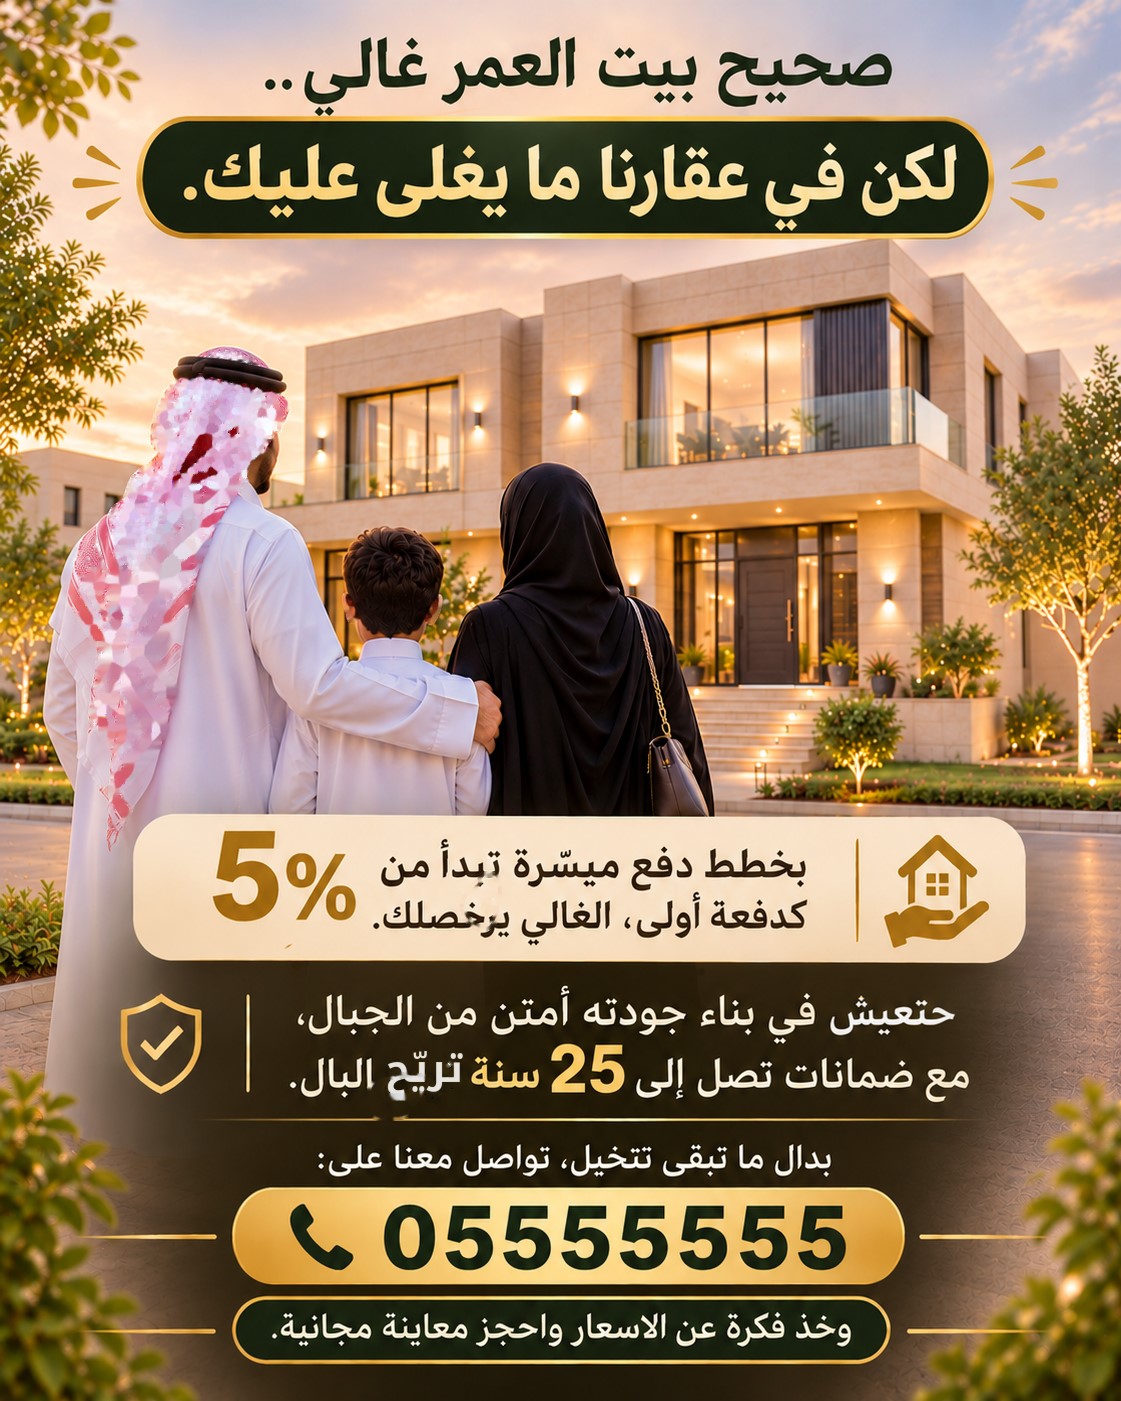 صحيح بيت العمر غالي..
لكن في عقارنا ما يغلى عليك.
بخطط دفع ميسّرة تبدأ من 5%
كدفعة أولى، الغالي يرخصلك.
حتعيش في بناء جودته أمتن من الجبال،
مع ضمانات تصل إلى 25 سنة تريّح البال.
بدال ما تبقى تتخيل، تواصل معنا على:
05555555
وخذ فكرة عن الاسعار واحجز معاينة مجانية.